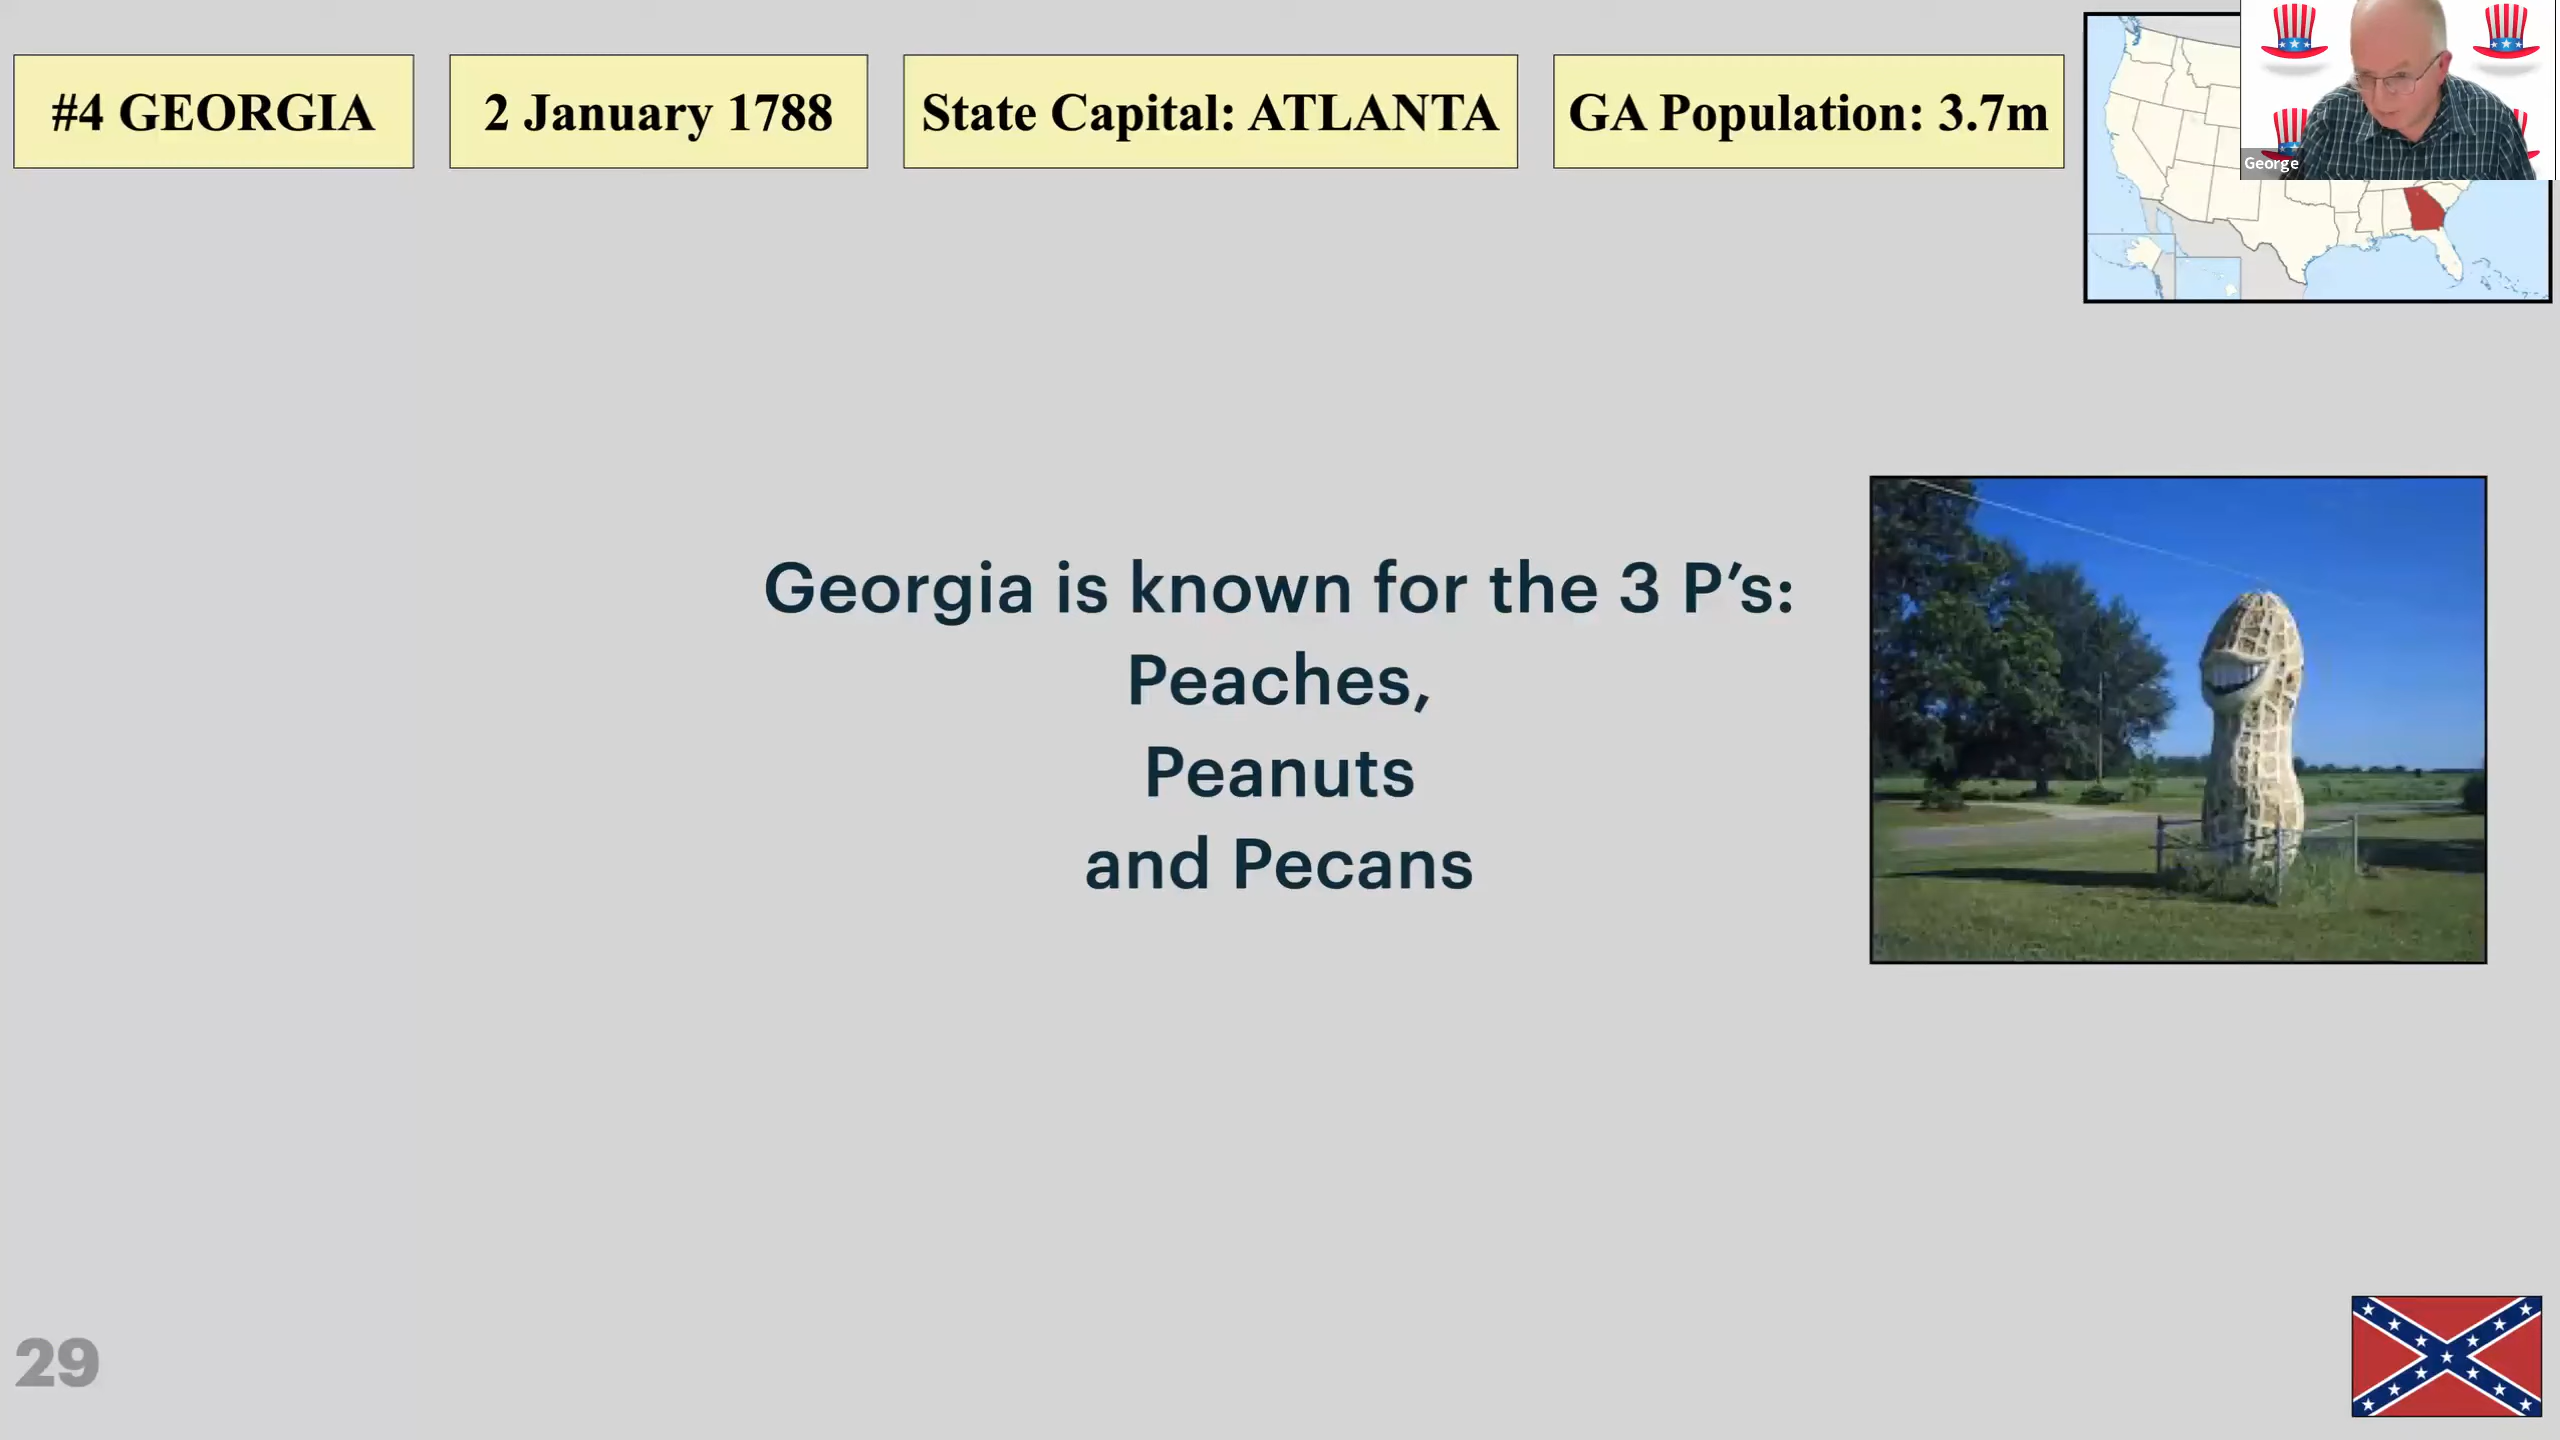 #4 GEORGIA
2 January 1788
State Capital: ATLANTA
GA Population: 3.7m
George
Georgia is known for the 3 P’s:
Peaches,
Peanuts
and Pecans
29